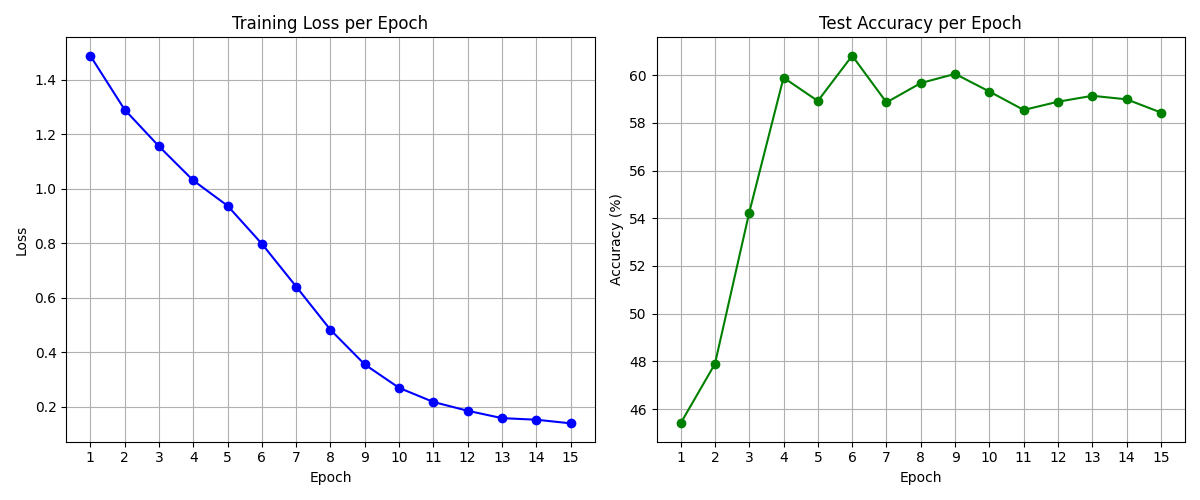 Training Loss per Epoch
1.4
1.2
1.0
0.8
0.6
0.4
0.2
Loss
1 2 3 4 5 6 7 8 9 10 11 12 13 14 15
Epoch
Test Accuracy per Epoch
60
58
56
54
52
50
48
46
Accuracy (%)
1 2 3 4 5 6 7 8 9 10 11 12 13 14 15
Epoch